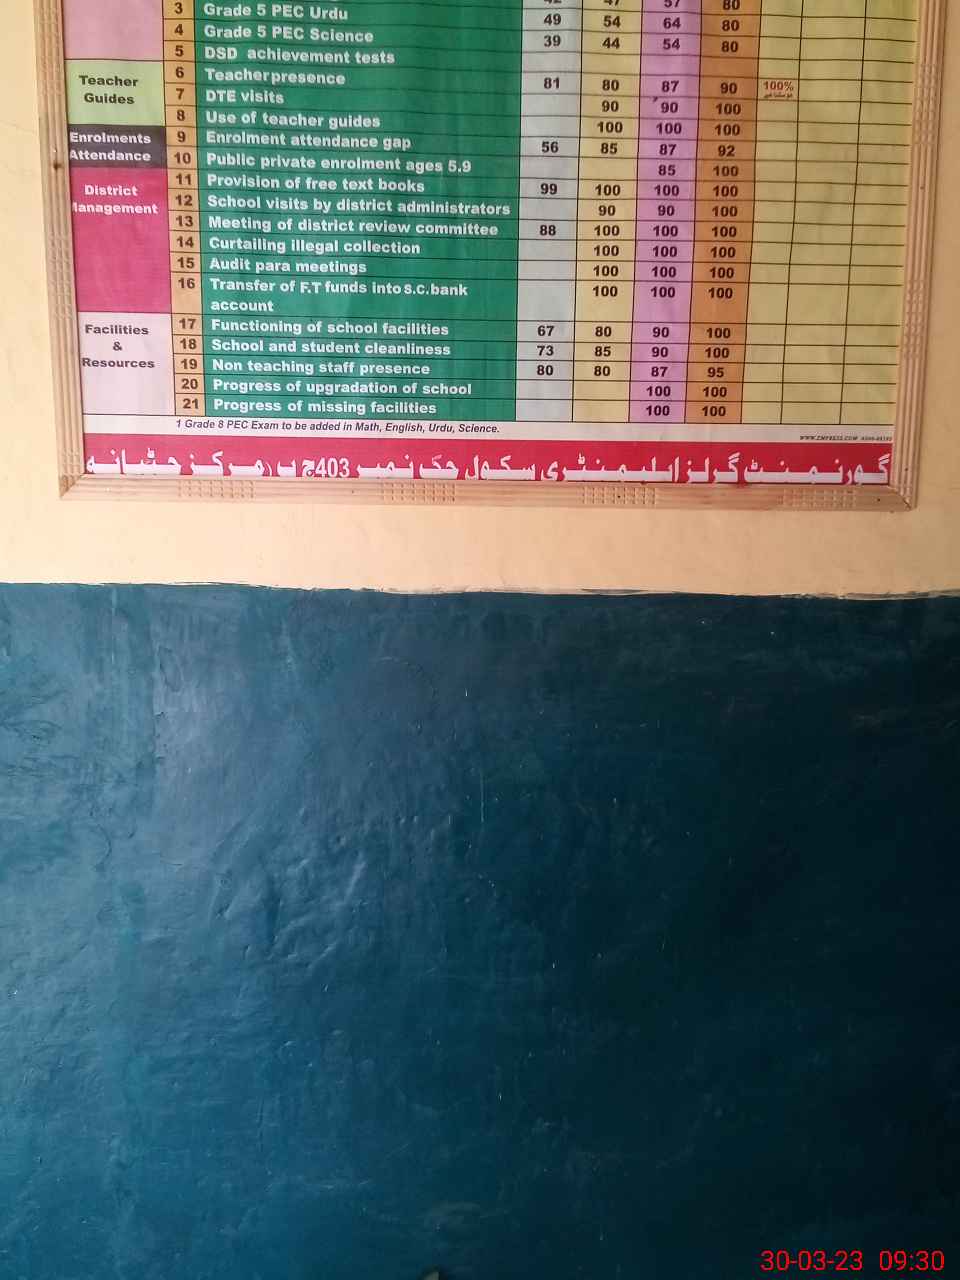 42 47 57 80
3 Grade 5 PEC Urdu 49 54 64 80
4 Grade 5 PEC Science 39 44 54 80
5 DSD achievement tests
Teacher Guides
6 Teacherpresence 81 80 87 90 100%
7 DTE visits 90 90 100
8 Use of teacher guides 100 100 100
Enrolments Attendance
9 Enrolment attendance gap 56 85 87 92
10 Public private enrolment ages 5.9 85 100
District Management
11 Provision of free text books 99 100 100 100
12 School visits by district administrators 90 90 100
13 Meeting of district review committee 88 100 100 100
14 Curtailing illegal collection 100 100 100
15 Audit para meetings 100 100 100
16 Transfer of F.T funds into s.c.bank account 100 100 100
Facilities & Resources
17 Functioning of school facilities 67 80 90 100
18 School and student cleanliness 73 85 90 100
19 Non teaching staff presence 80 80 87 95
20 Progress of upgradation of school 100 100
21 Progress of missing facilities 100 100
1 Grade 8 PEC Exam to be added in Math, English, Urdu, Science.
گورنمنٹ گرلز ایلیمنٹری سکول چک نمبر 403 ج ب ، مرکز جٹیانہ
30-03-23 09:30